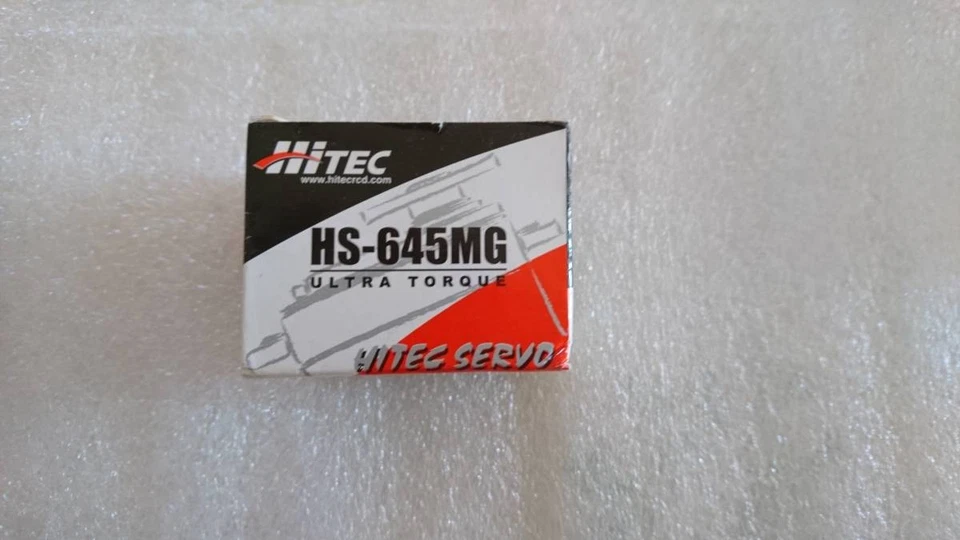 HiTEC
www.hitecrcd.com
HS-645MG
ULTRA TORQUE
HITEC SERVO